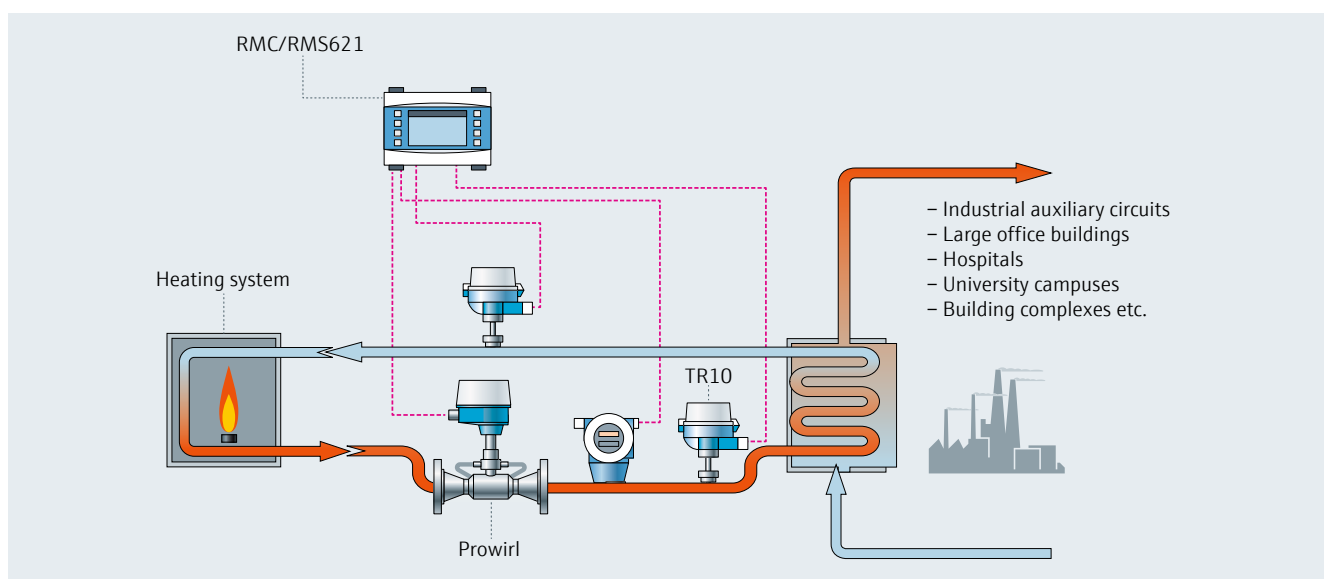 RMC/RMS621
– Industrial auxiliary circuits
– Large office buildings
– Hospitals
– University campuses
– Building complexes etc.
Heating system
TR10
Prowirl